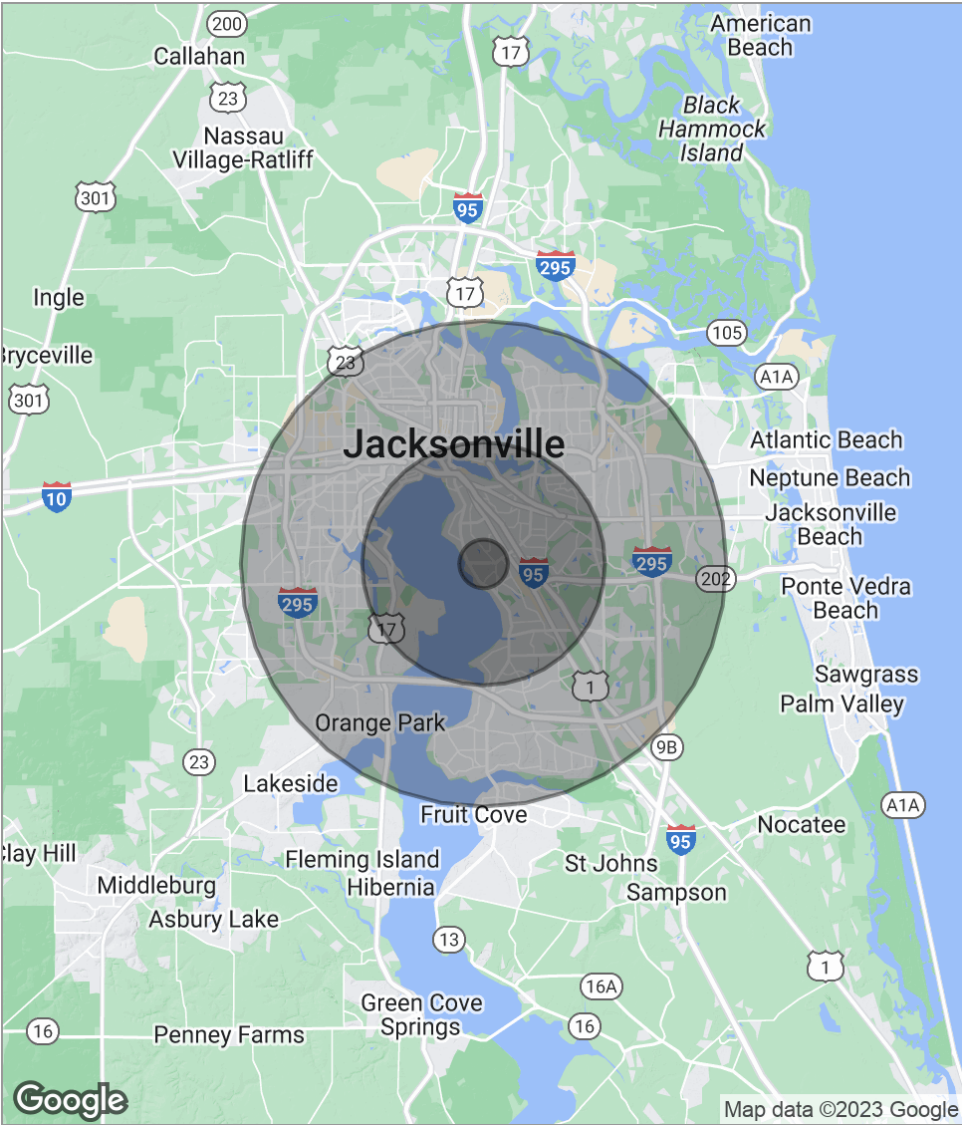 200
American
Beach
17
Callahan
23
Black
Hammock
Island
Nassau
Village-Ratliff
301
95
295
17
Ingle
105
Bryceville
23
A1A
301
Jacksonville
Atlantic Beach
Neptune Beach
10
Jacksonville
Beach
95
295
202
Ponte Vedra
Beach
295
17
Sawgrass
1
Palm Valley
Orange Park
9B
23
Lakeside
A1A
Fruit Cove
Nocatee
95
Clay Hill
Fleming Island
St Johns
Middleburg
Hibernia
Sampson
Asbury Lake
13
1
16A
Green Cove
Springs
16
16
Penney Farms
Google
Map data ©2023 Google